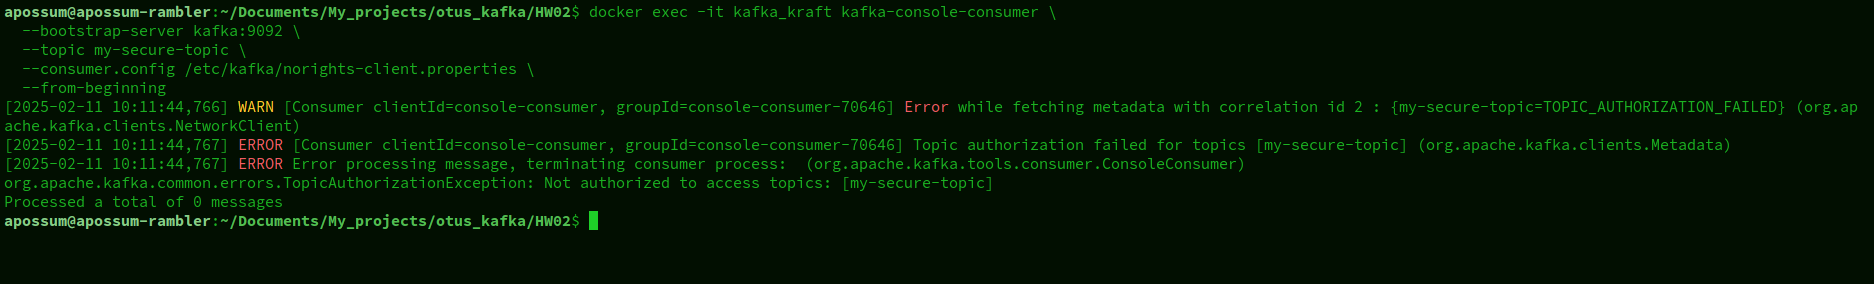 apossum@apossum-rambler:~/Documents/My_projects/otus_kafka/HW02$ docker exec -it kafka_kraft kafka-console-consumer \
  --bootstrap-server kafka:9092 \
  --topic my-secure-topic \
  --consumer.config /etc/kafka/norights-client.properties \
  --from-beginning
[2025-02-11 10:11:44,766] WARN [Consumer clientId=console-consumer, groupId=console-consumer-70646] Error while fetching metadata with correlation id 2 : {my-secure-topic=TOPIC_AUTHORIZATION_FAILED} (org.ap
ache.kafka.clients.NetworkClient)
[2025-02-11 10:11:44,767] ERROR [Consumer clientId=console-consumer, groupId=console-consumer-70646] Topic authorization failed for topics [my-secure-topic] (org.apache.kafka.clients.Metadata)
[2025-02-11 10:11:44,767] ERROR Error processing message, terminating consumer process:  (org.apache.kafka.tools.consumer.ConsoleConsumer)
org.apache.kafka.common.errors.TopicAuthorizationException: Not authorized to access topics: [my-secure-topic]
Processed a total of 0 messages
apossum@apossum-rambler:~/Documents/My_projects/otus_kafka/HW02$